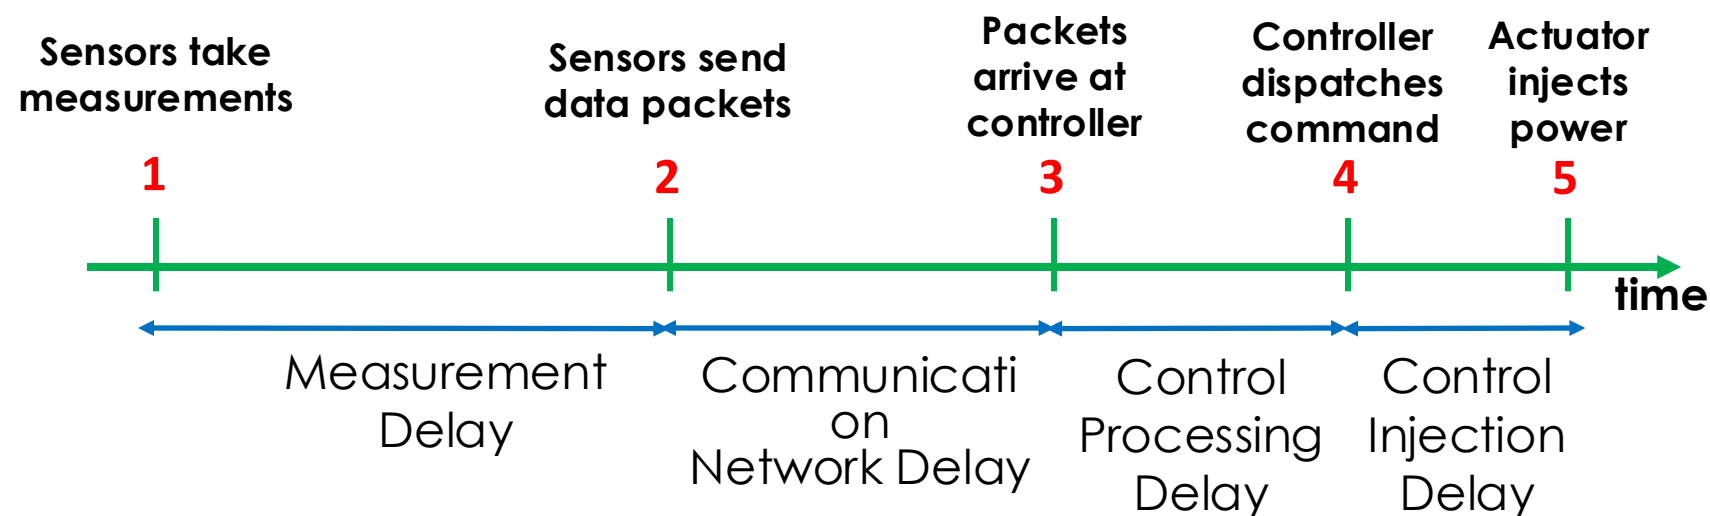 Sensors take
measurements
Sensors send
data packets
Packets
arrive at
controller
Controller
dispatches
command
Actuator
injects
power
1
2
3
4
5
time
Measurement
Delay
Communicati
on
Network Delay
Control
Processing
Delay
Control
Injection
Delay